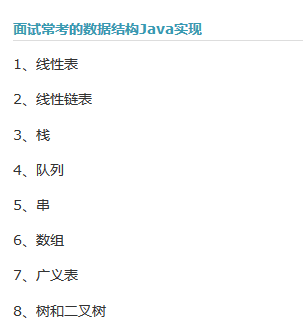 面试常考的数据结构Java实现
1、线性表
2、线性链表
3、栈
4、队列
5、串
6、数组
7、广义表
8、树和二叉树